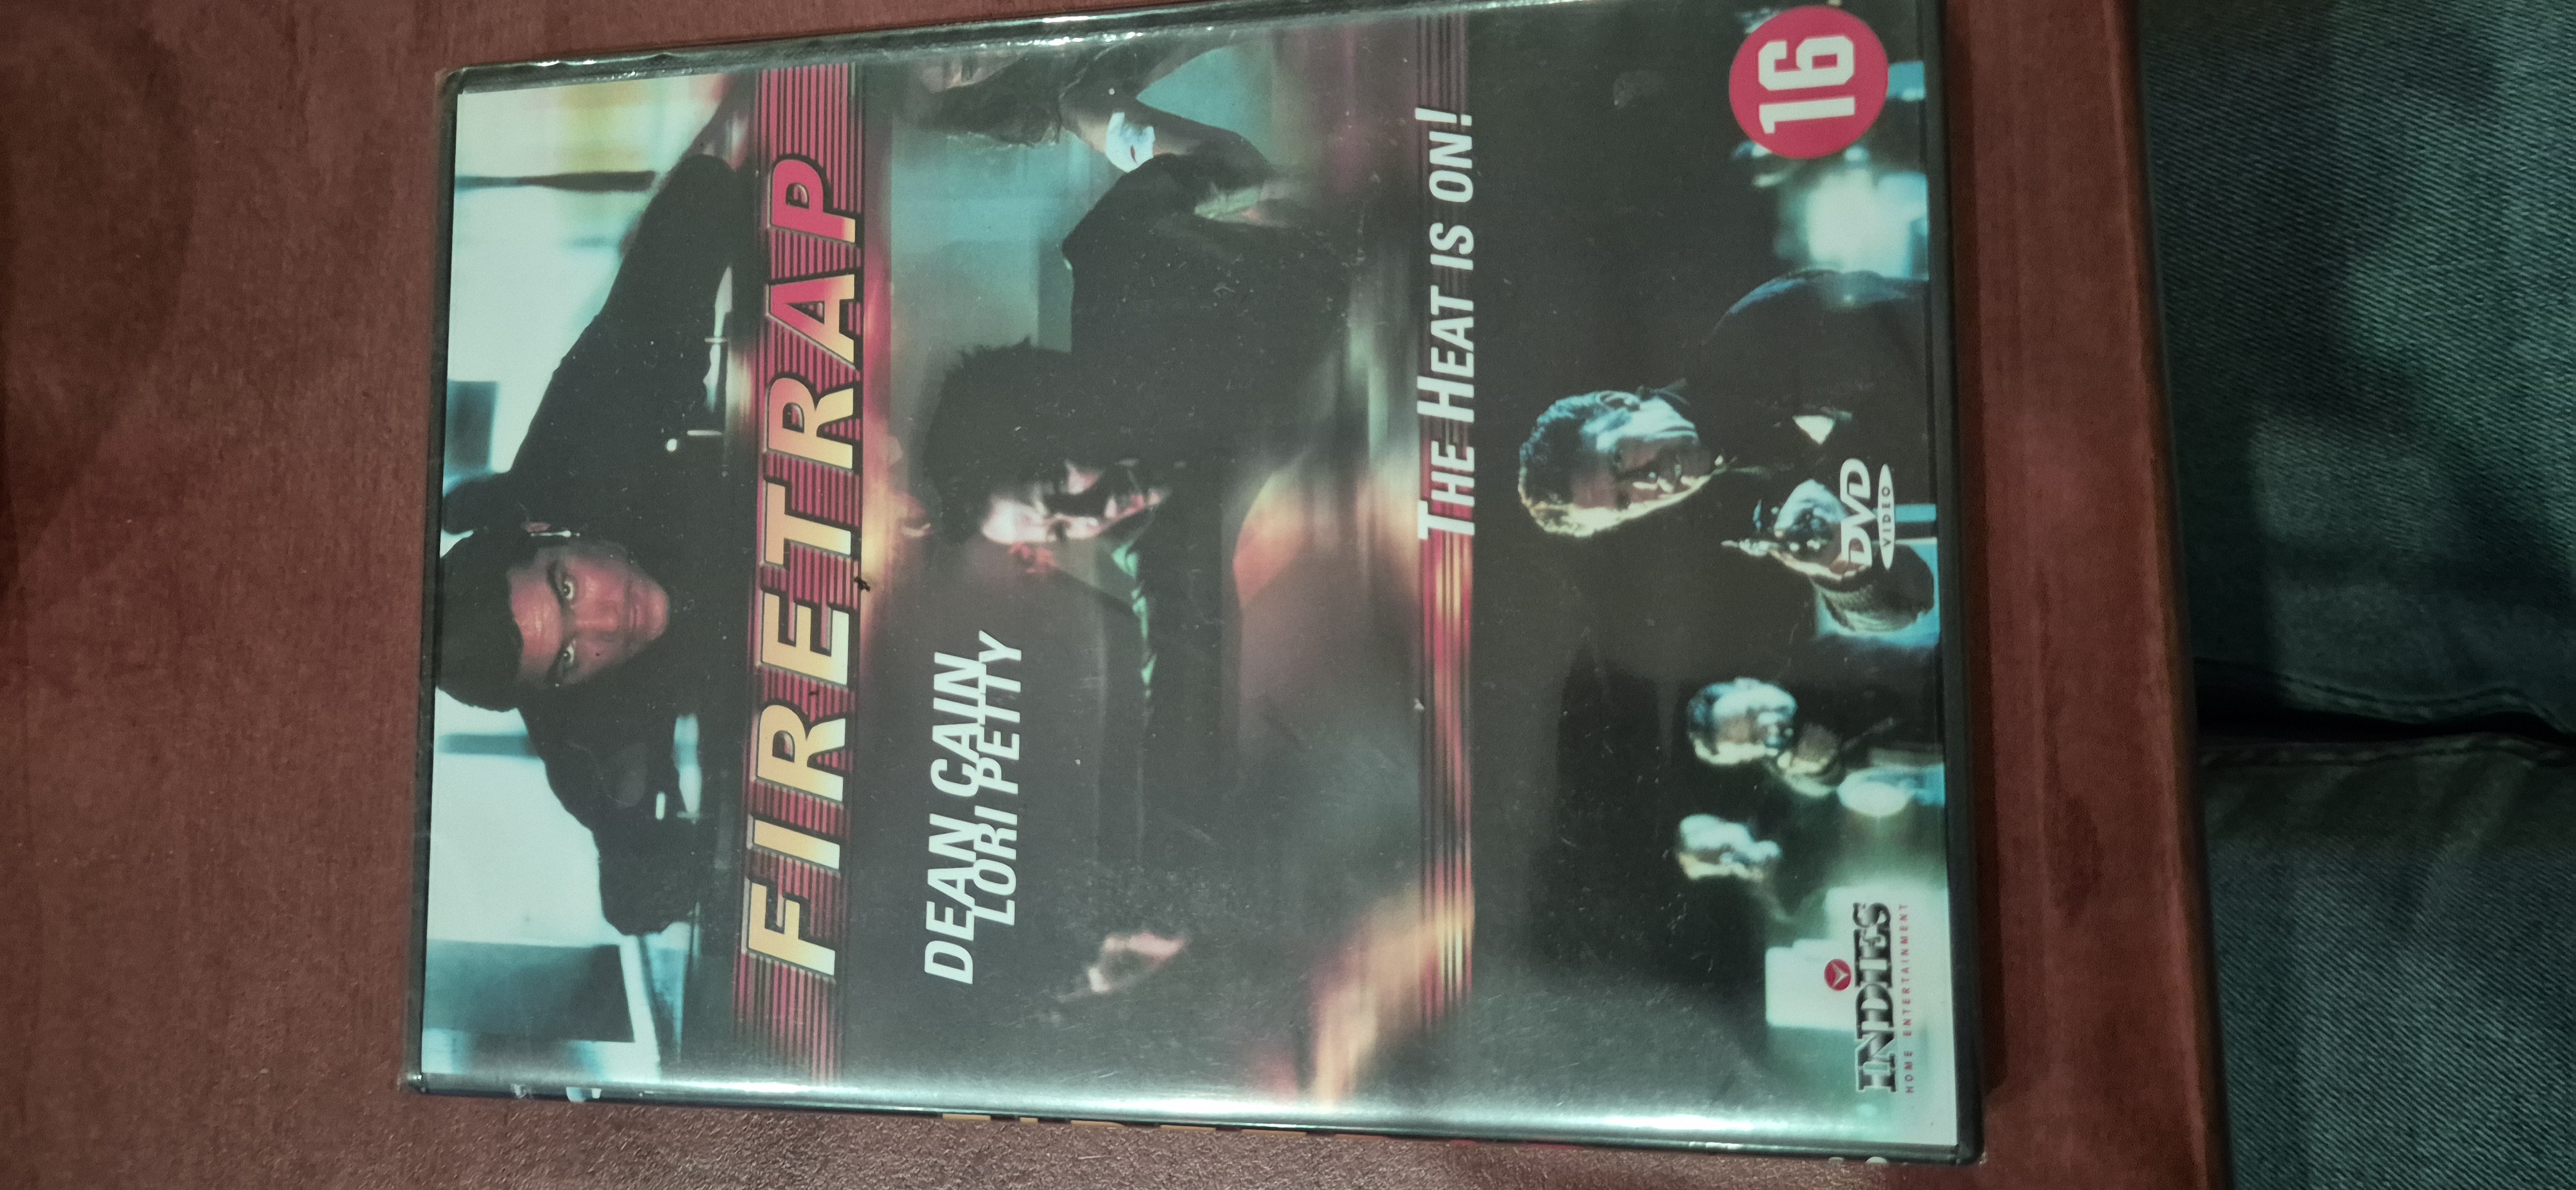 FIRETRAP
DEAN CAIN
LORI PETTY
THE HEAT IS ON!
16
DVD
VIDEO
INDIES
HOME ENTERTAINMENT